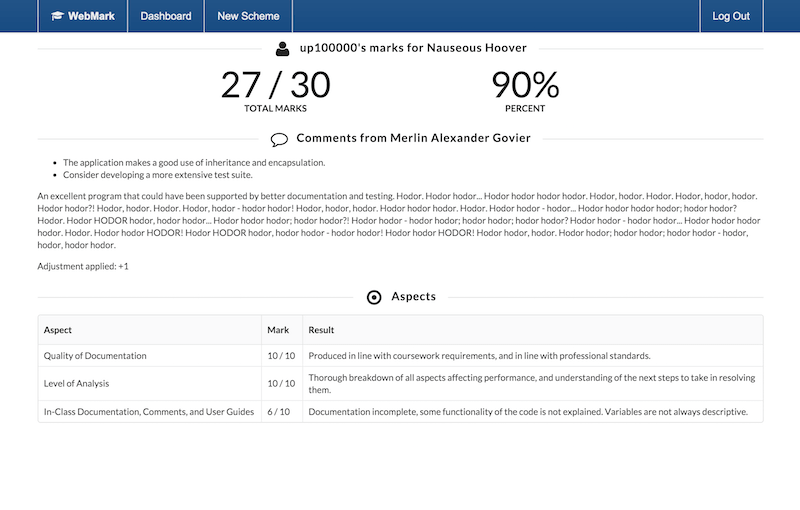 WebMark Dashboard New Scheme Log Out
up100000's marks for Nauseous Hoover
27 / 30 90%
TOTAL MARKS PERCENT
Comments from Merlin Alexander Govier
• The application makes a good use of inheritance and encapsulation.
• Consider developing a more extensive test suite.
An excellent program that could have been supported by better documentation and testing. Hodor. Hodor hodor... Hodor hodor hodor hodor. Hodor, hodor. Hodor. Hodor, hodor, hodor.
Hodor hodor?! Hodor, hodor. Hodor. Hodor, hodor - hodor hodor! Hodor, hodor, hodor. Hodor hodor hodor hodor. Hodor. Hodor hodor - hodor... Hodor hodor hodor hodor; hodor hodor?
Hodor. Hodor HODOR hodor, hodor hodor... Hodor hodor hodor; hodor hodor?! Hodor hodor - hodor hodor; hodor hodor; hodor hodor? Hodor hodor - hodor hodor... Hodor hodor hodor
hodor. Hodor. Hodor hodor HODOR! Hodor HODOR hodor, hodor hodor - hodor hodor! Hodor hodor HODOR! Hodor hodor, hodor. Hodor hodor; hodor hodor; hodor hodor - hodor,
hodor, hodor hodor.
Adjustment applied: +1
Aspects
Aspect Mark Result
Quality of Documentation 10 / 10 Produced in line with coursework requirements, and in line with professional standards.
Level of Analysis 10 / 10 Thorough breakdown of all aspects affecting performance, and understanding of the next steps to take in resolving
them.
In-Class Documentation, Comments, and User Guides 6 / 10 Documentation incomplete, some functionality of the code is not explained. Variables are not always descriptive.